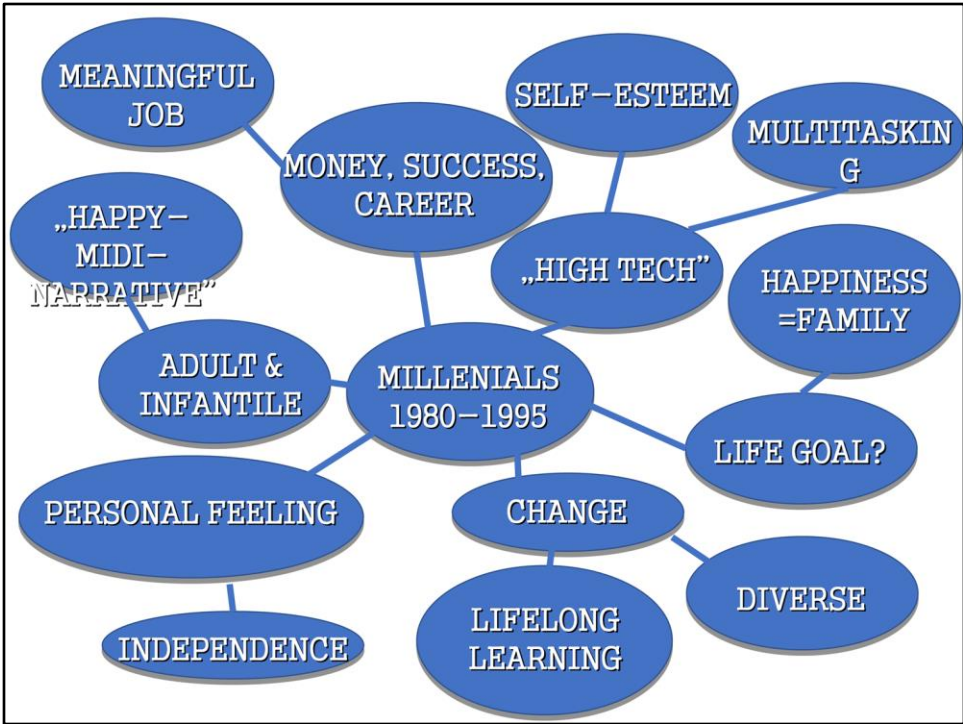 MEANINGFUL
JOB
MONEY, SUCCESS,
CAREER
SELF-ESTEEM
MULTITASKIN
G
„HAPPY-
MIDI-
NARRATIVE”
„HIGH TECH”
HAPPINESS
=FAMILY
ADULT &
INFANTILE
MILLENIALS
1980-1995
LIFE GOAL?
PERSONAL FEELING
CHANGE
INDEPENDENCE
LIFELONG
LEARNING
DIVERSE